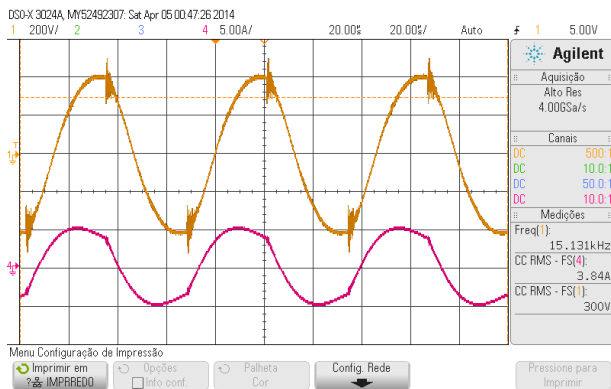 DSO-X 3024A, MY52492307: Sat Apr 05 00:47:26 2014
1 200V/ 2 3 4 5.00A/ 20.00% 20.00%/ Auto 1 5.00V
Agilent
Aquisição
Alto Res
4.00GSa/s
Canais
DC 500:1
DC 10.0:1
DC 50.0:1
DC 10.0:1
Medições
Freq(1):
15.131kHz
CC RMS - FS(4):
3.84A
CC RMS - FS(1):
300V
Menu Configuração de Impressão
Imprimir em Opções Paleta Config. Rede Pressione para
IMPRREDO Info conf. Cor Imprimir